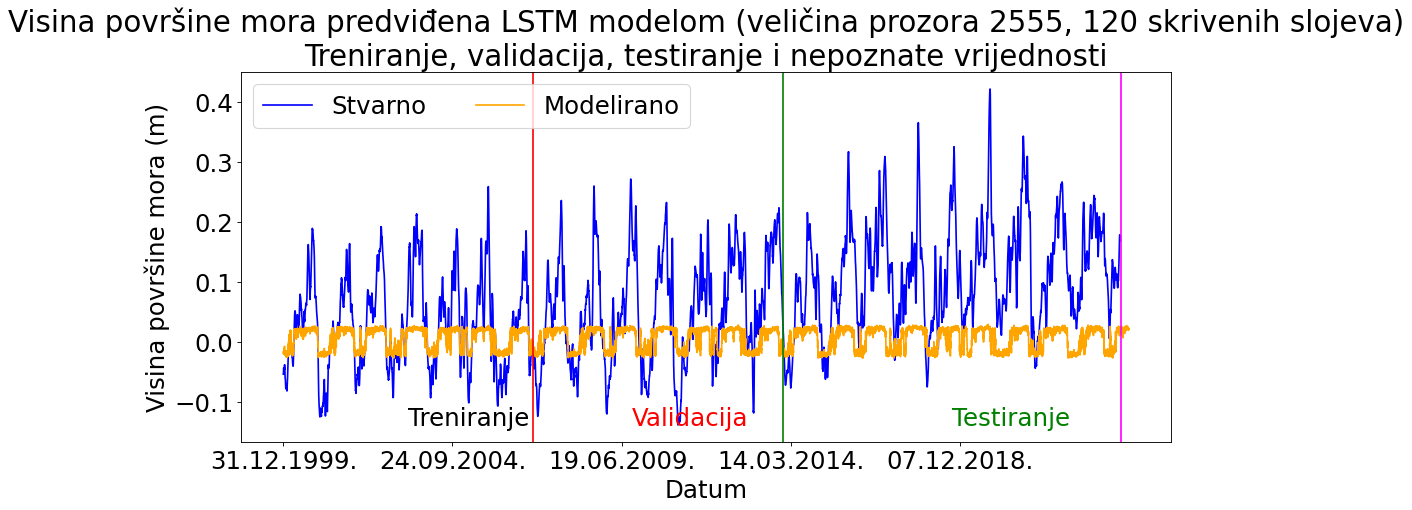 Visina površine mora predviđena LSTM modelom (veličina prozora 2555, 120 skrivenih slojeva)
Treniranje, validacija, testiranje i nepoznate vrijednosti
Stvarno Modelirano
Visina površine mora (m)
0.4
0.3
0.2
0.1
0.0
−0.1
Treniranje Validacija Testiranje
31.12.1999. 24.09.2004. 19.06.2009. 14.03.2014. 07.12.2018.
Datum